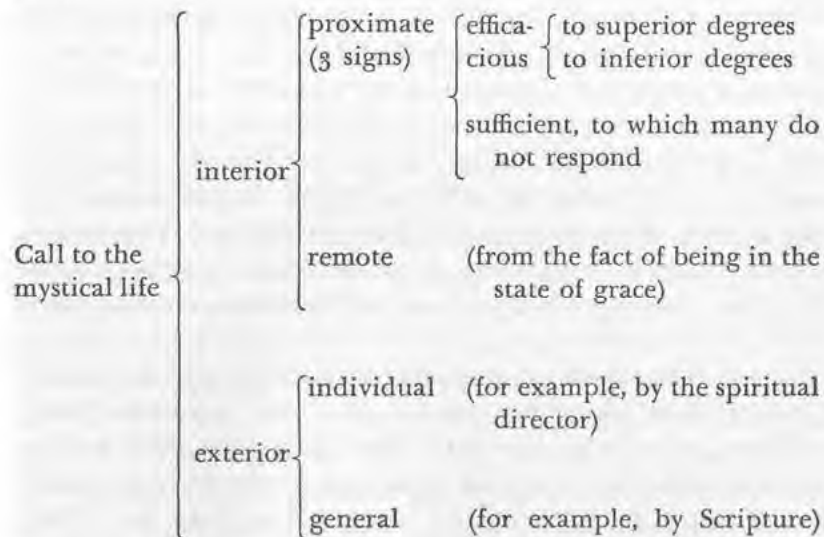 proximate effica- to superior degrees
(3 signs) cious to inferior degrees
sufficient, to which many do
not respond
interior
Call to the
mystical life
remote (from the fact of being in the
state of grace)
individual (for example, by the spiritual
director)
exterior
general (for example, by Scripture)